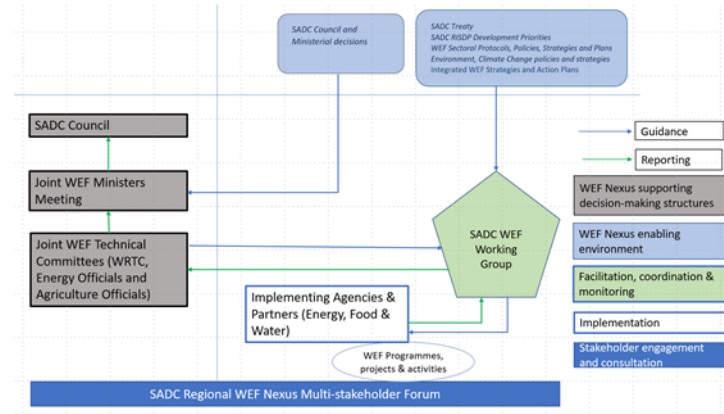 SADC Council and
Ministerial decisions
SADC Treaty
SADC RISDP Development Priorities
WEF Sectoral Protocols, Policies, Strategies and Plans
Environment, Climate Change policies and strategies
Integrated WEF Strategies and Action Plans
SADC Council
Joint WEF Ministers
Meeting
Joint WEF Technical
Committees (WRTC,
Energy Officials and
Agriculture Officials)
SADC WEF
Working
Group
Implementing Agencies &
Partners (Energy, Food &
Water)
WEF Programmes,
projects & activities
SADC Regional WEF Nexus Multi-stakeholder Forum
Guidance
Reporting
WEF Nexus supporting
decision-making structures
WEF Nexus enabling
environment
Facilitation, coordination &
monitoring
Implementation
Stakeholder engagement
and consultation